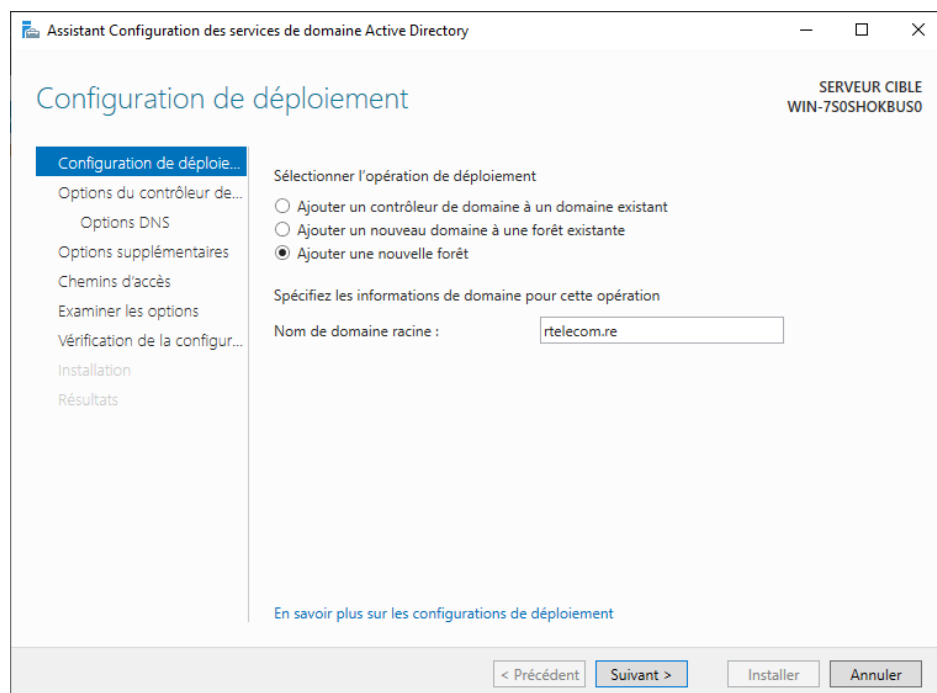 Assistant Configuration des services de domaine Active Directory
Configuration de déploiement
SERVEUR CIBLE
WIN-7S0SHOKBUS0
Configuration de déploie...
Options du contrôleur de...
Options DNS
Options supplémentaires
Chemins d'accès
Examiner les options
Vérification de la configur...
Installation
Résultats
Sélectionner l'opération de déploiement
Ajouter un contrôleur de domaine à un domaine existant
Ajouter un nouveau domaine à une forêt existante
Ajouter une nouvelle forêt
Spécifiez les informations de domaine pour cette opération
Nom de domaine racine :
rtelecom.re
En savoir plus sur les configurations de déploiement
< Précédent
Suivant >
Installer
Annuler